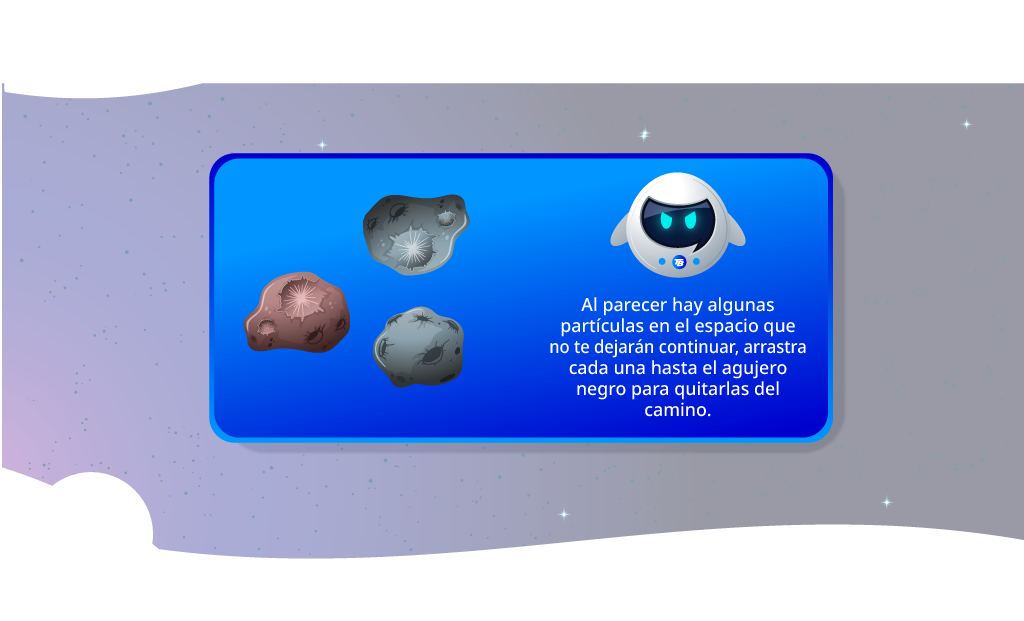 TB
Al parecer hay algunas
partículas en el espacio que
no te dejarán continuar, arrastra
cada una hasta el agujero
negro para quitarlas del
camino.